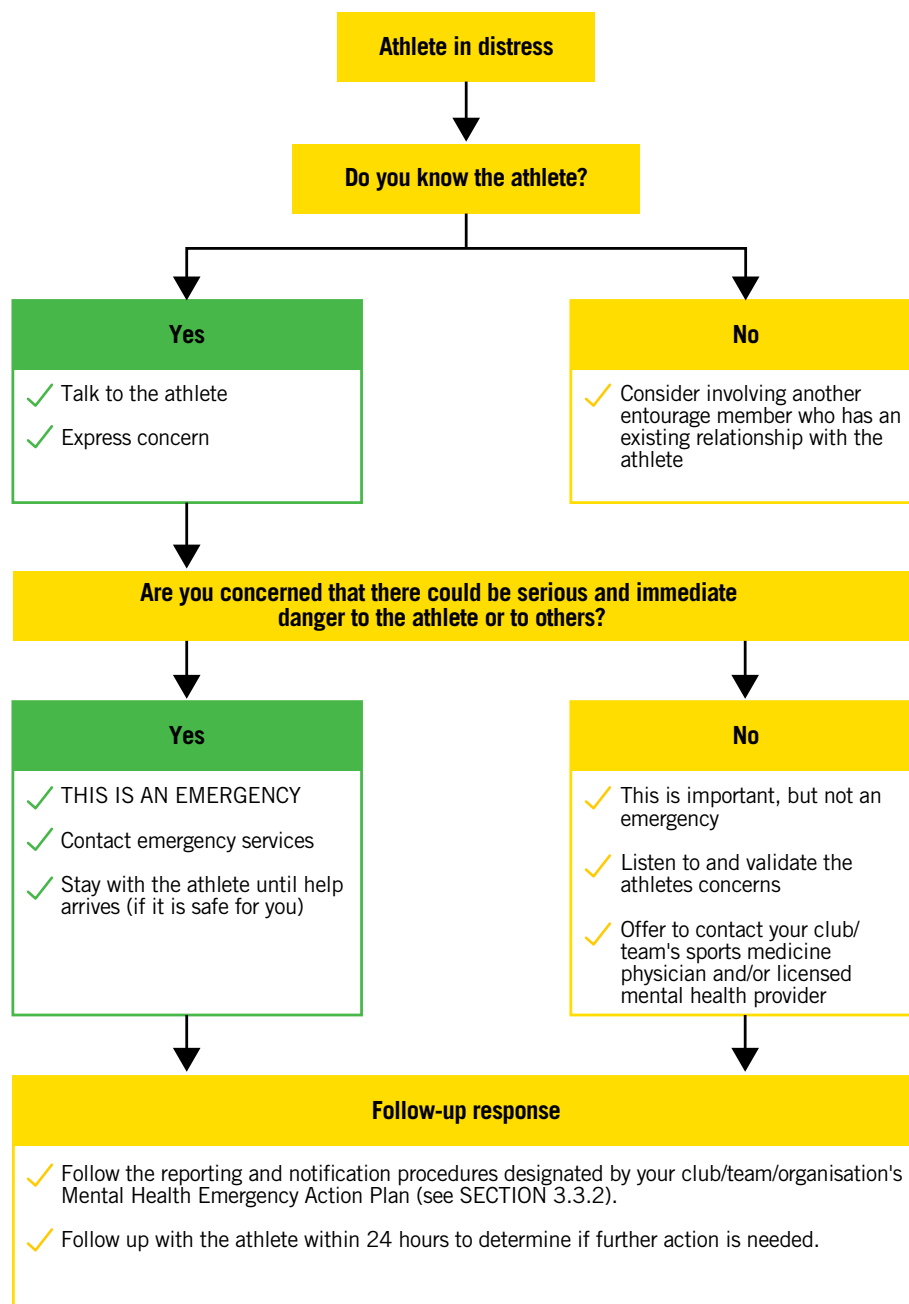 Athlete in distress
Do you know the athlete?
Yes
Talk to the athlete
Express concern
No
Consider involving another
entourage member who has an
existing relationship with the
athlete
Are you concerned that there could be serious and immediate
danger to the athlete or to others?
Yes
THIS IS AN EMERGENCY
Contact emergency services
Stay with the athlete until help
arrives (if it is safe for you)
No
This is important, but not an
emergency
Listen to and validate the
athletes concerns
Offer to contact your club/
team's sports medicine
physician and/or licensed
mental health provider
Follow-up response
Follow the reporting and notification procedures designated by your club/team/organisation's
Mental Health Emergency Action Plan (see SECTION 3.3.2).
Follow up with the athlete within 24 hours to determine if further action is needed.